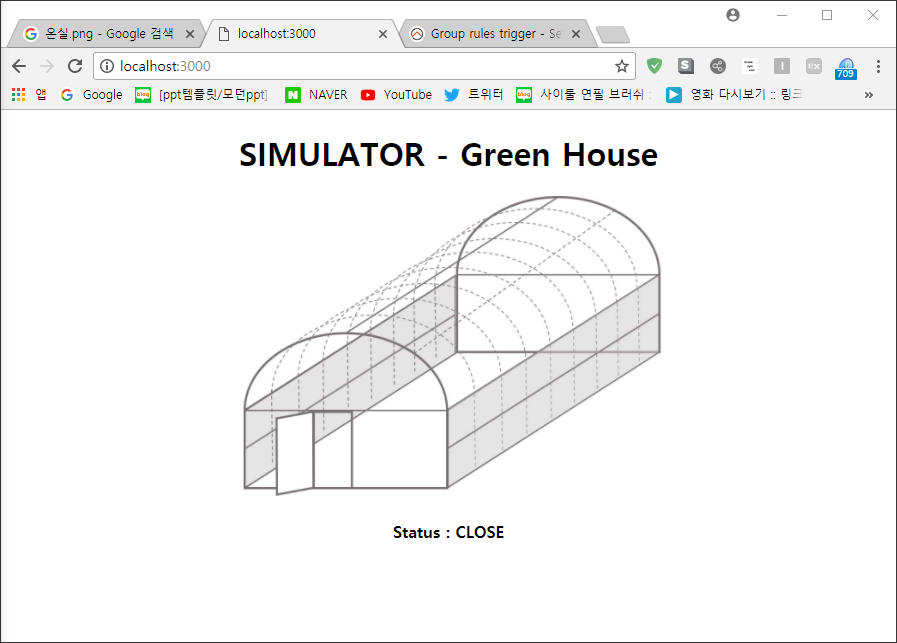 온실.png - Google 검색
localhost:3000
Group rules trigger - Se
localhost:3000
709
앱
Google
[ppt템플릿/모던ppt]
NAVER
YouTube
트위터
사이툴 연필 브러쉬 :
영화 다시보기 :: 링크
SIMULATOR - Green House
Status : CLOSE